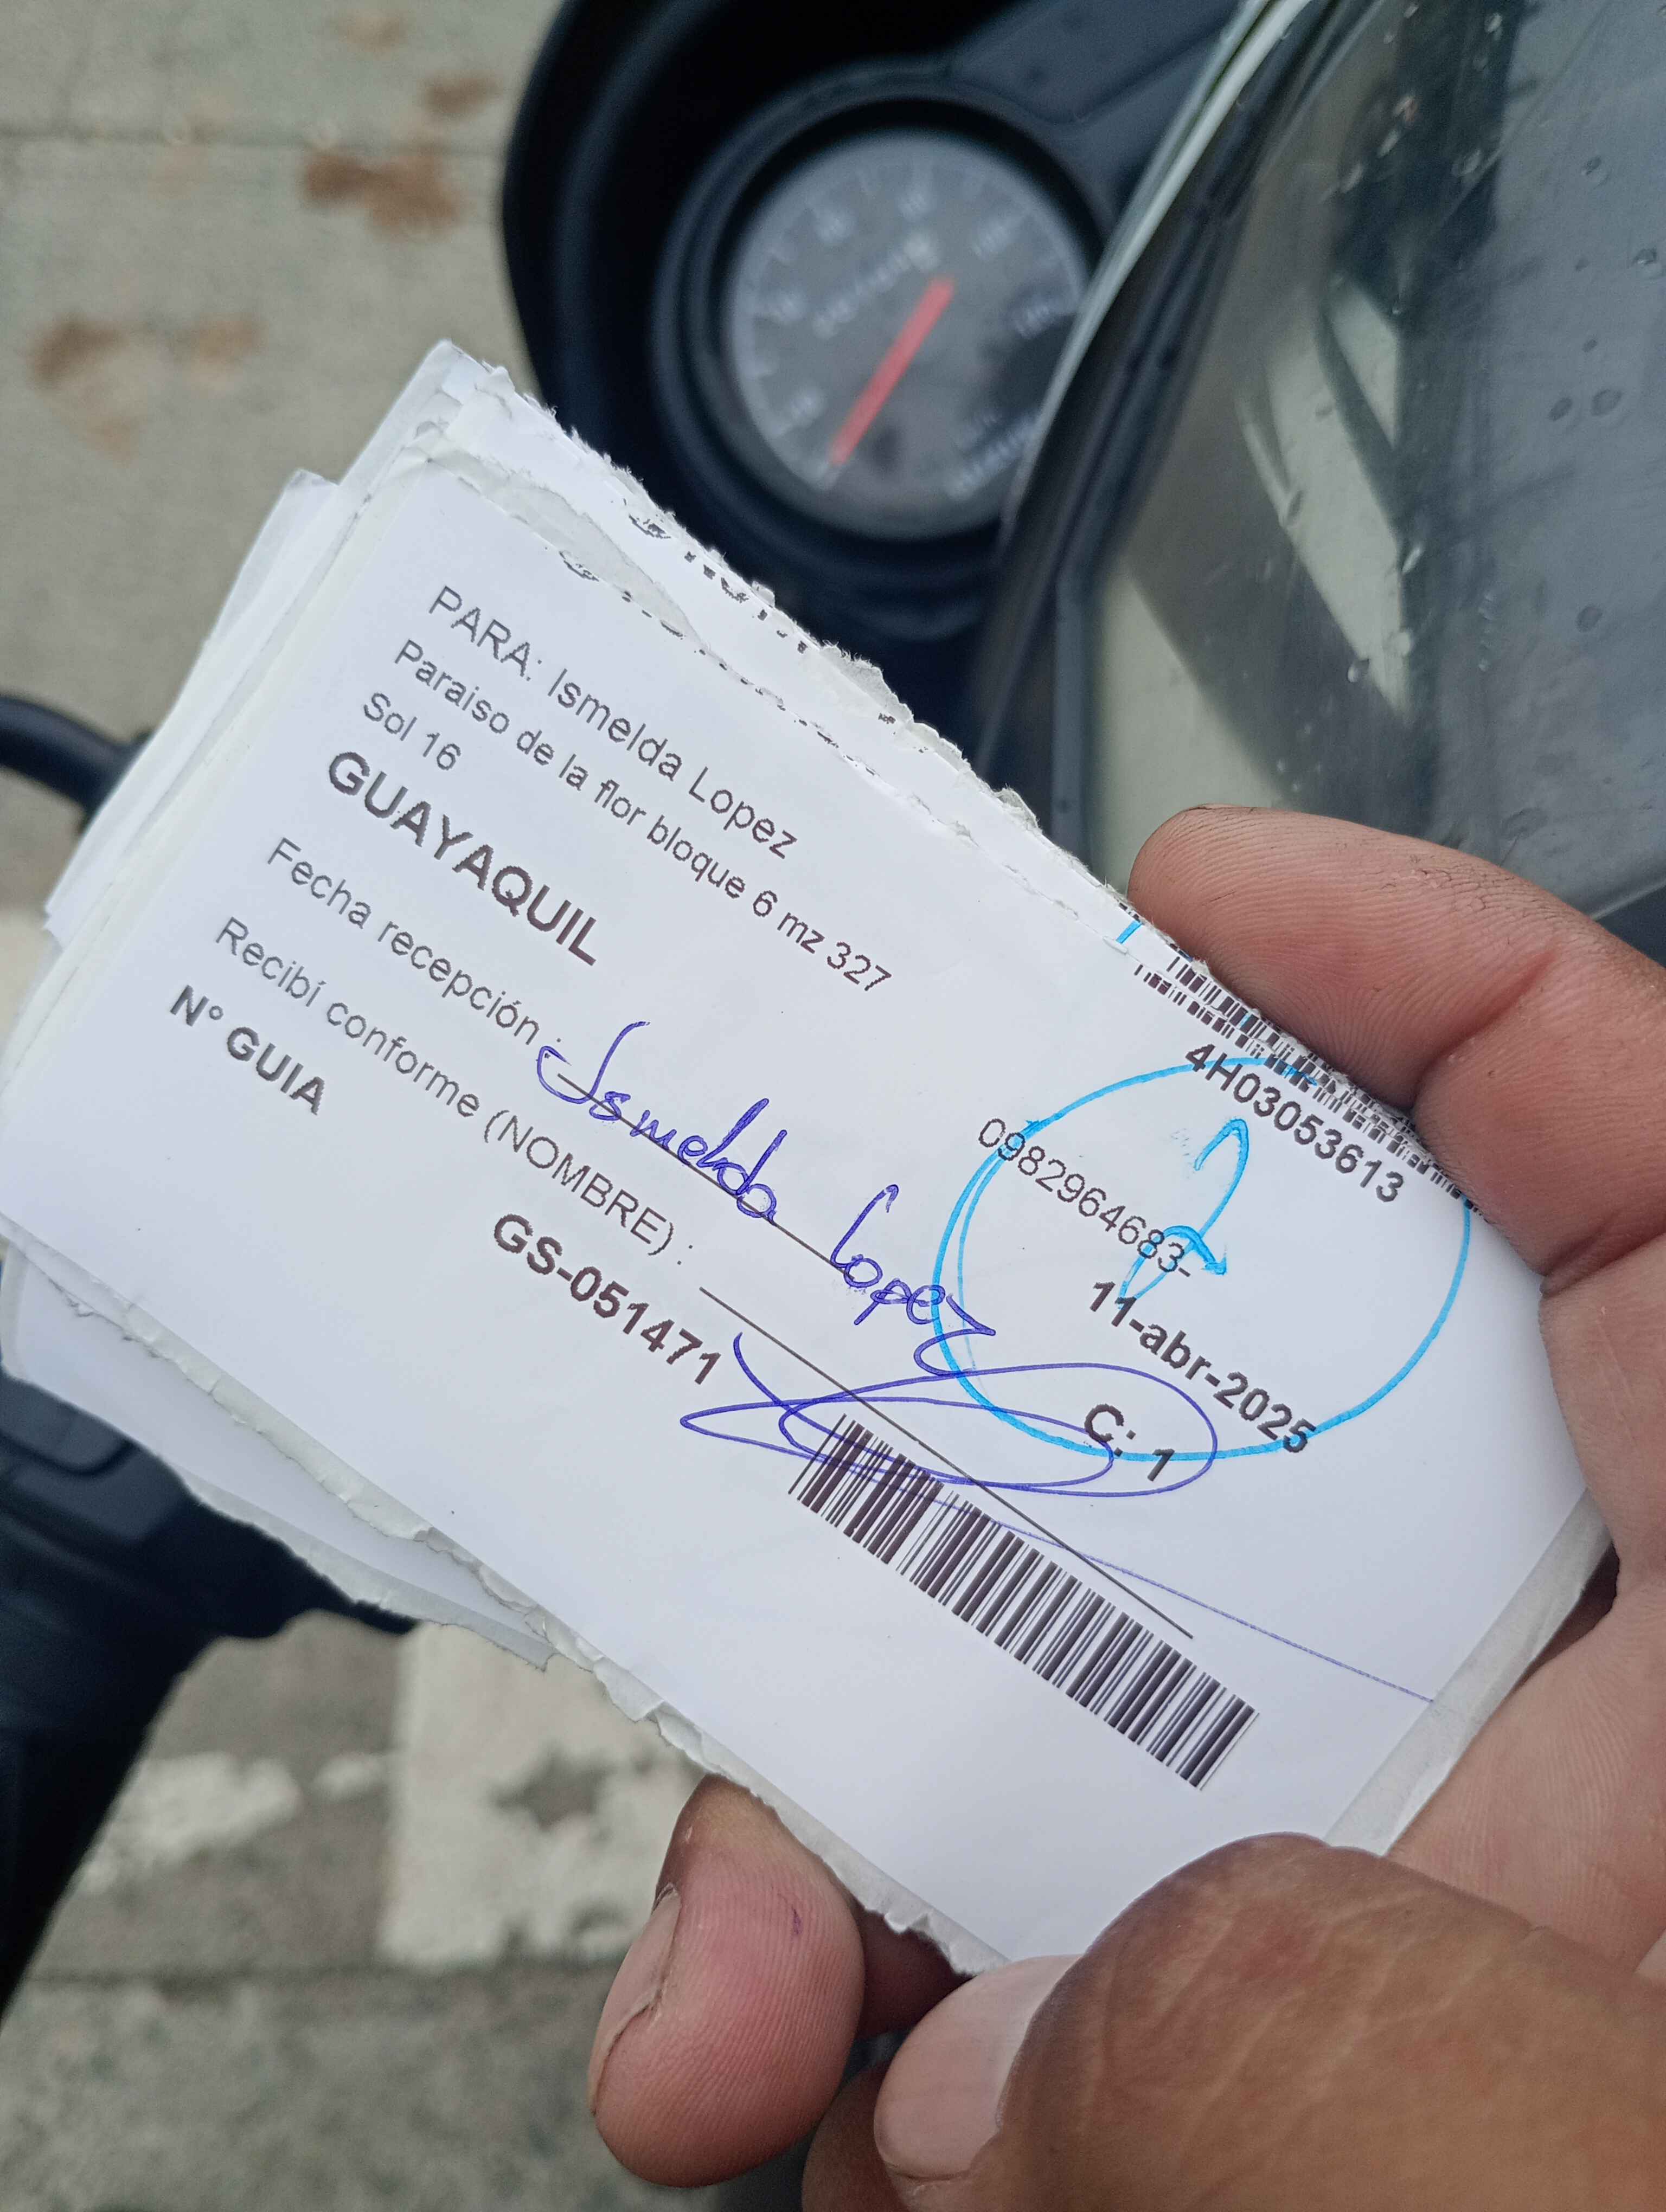 4H03053613
PARA: Ismelda Lopez
Paraiso de la flor bloque 6 mz 327
Sol 16
0982964683-
GUAYAQUIL
11-abr-2025
Fecha recepción :
Ismelda Lopez
C: 1
Recibí conforme (NOMBRE) :
N° GUIA
GS-051471